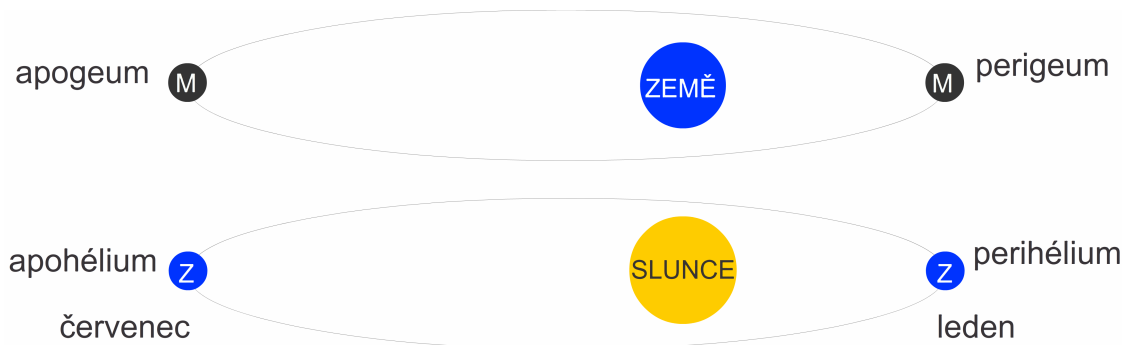 apogeum
M
ZEMĚ
M
perigeum
apohélium
Z
SLUNCE
Z
perihélium
červenec
leden